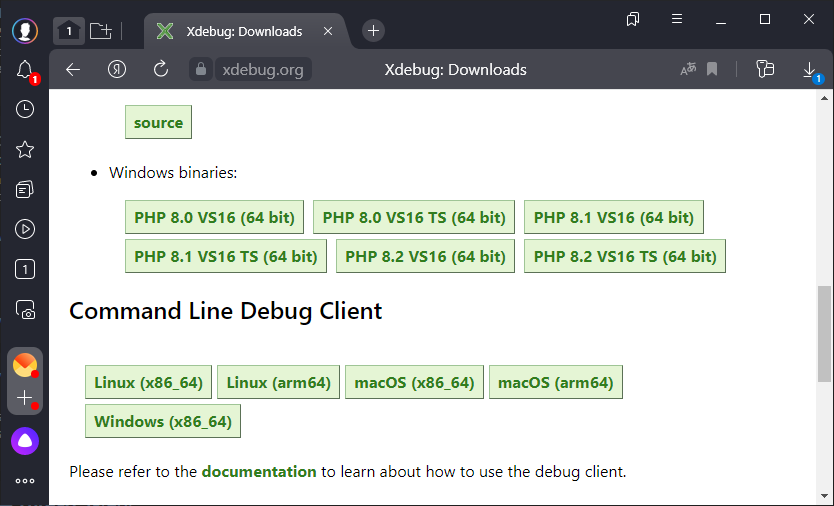 1
Xdebug: Downloads
Я
xdebug.org
Xdebug: Downloads
1
1
source
Windows binaries:
PHP 8.0 VS16 (64 bit)
PHP 8.0 VS16 TS (64 bit)
PHP 8.1 VS16 (64 bit)
PHP 8.1 VS16 TS (64 bit)
PHP 8.2 VS16 (64 bit)
PHP 8.2 VS16 TS (64 bit)
1
Command Line Debug Client
Linux (x86_64)
Linux (arm64)
macOS (x86_64)
macOS (arm64)
Windows (x86_64)
Please refer to the documentation to learn about how to use the debug client.